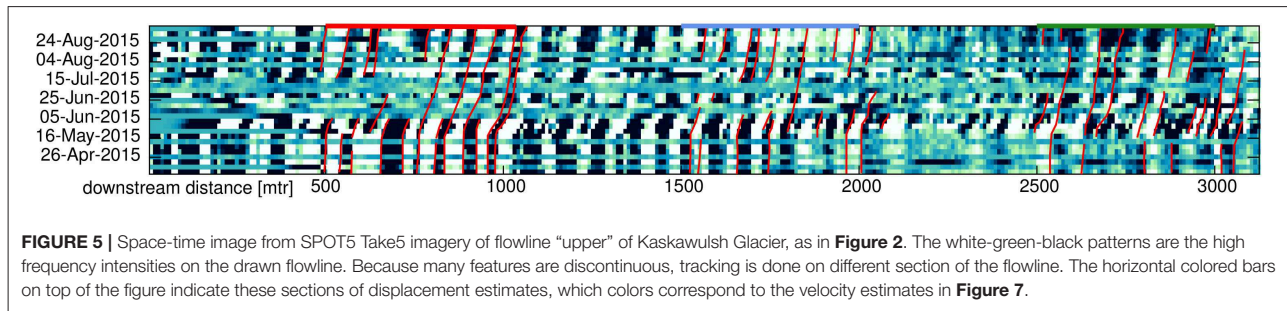 24-Aug-2015
04-Aug-2015
15-Jul-2015
25-Jun-2015
05-Jun-2015
16-May-2015
26-Apr-2015
downstream distance [mtr] 500 1000 1500 2000 2500 3000
FIGURE 5 | Space-time image from SPOT5 Take5 imagery of flowline “upper” of Kaskawulsh Glacier, as in Figure 2. The white-green-black patterns are the high
frequency intensities on the drawn flowline. Because many features are discontinuous, tracking is done on different section of the flowline. The horizontal colored bars
on top of the figure indicate these sections of displacement estimates, which colors correspond to the velocity estimates in Figure 7.